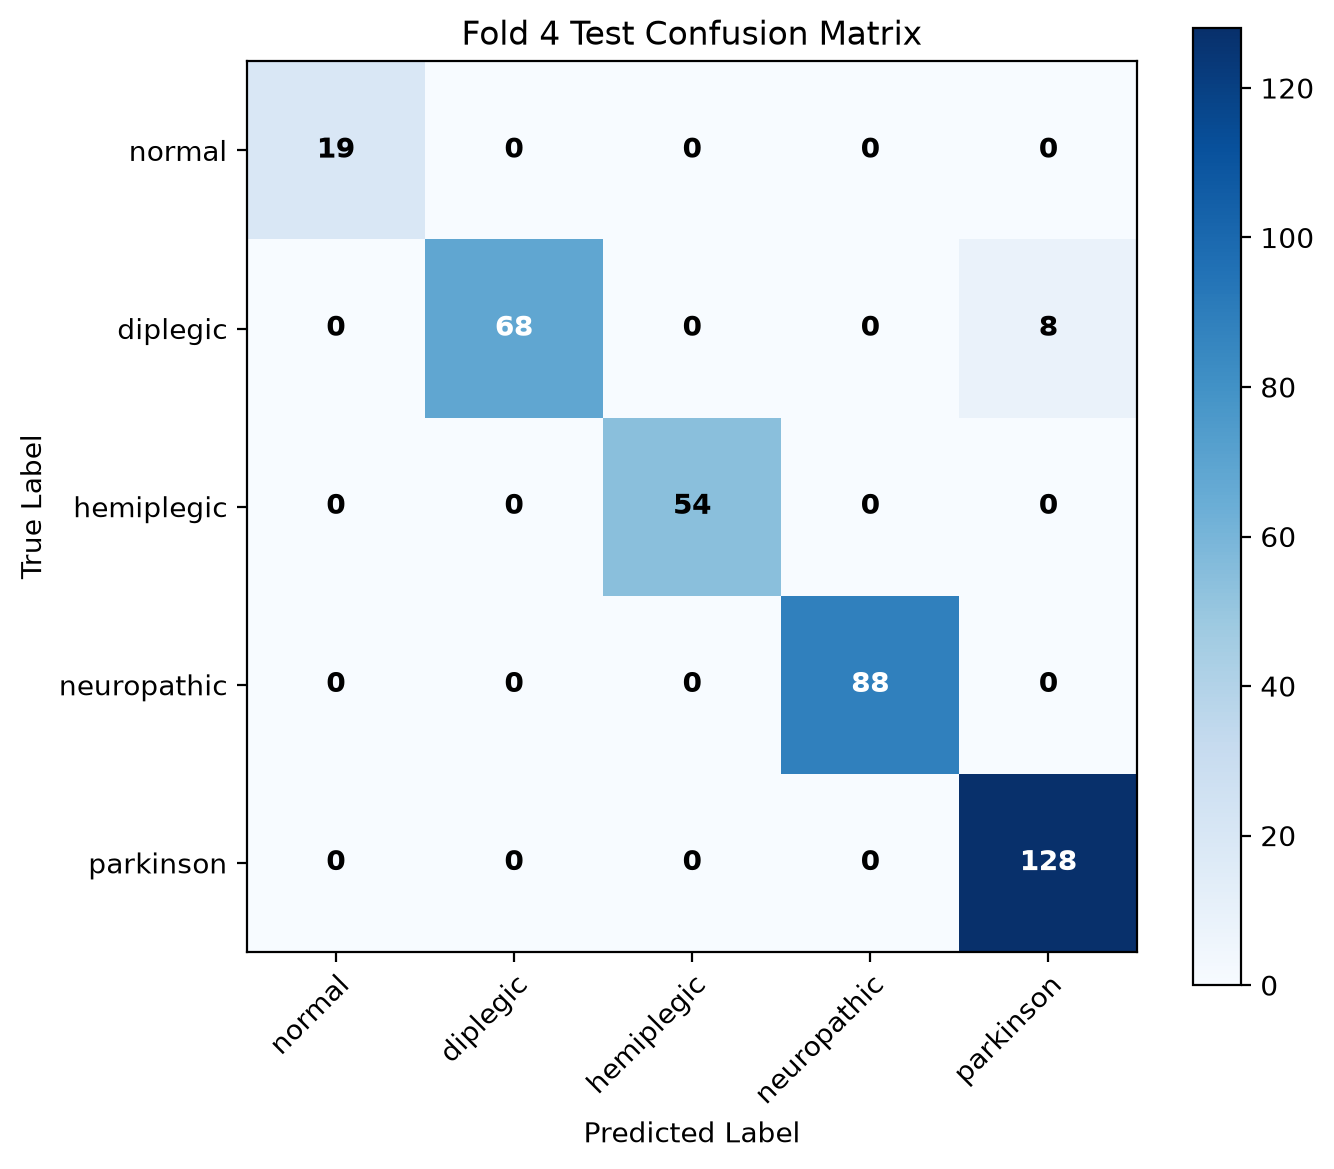 Fold 4 Test Confusion Matrix
normal 19 0 0 0 0
diplegic 0 68 0 0 8
hemiplegic 0 0 54 0 0
neuropathic 0 0 0 88 0
parkinson 0 0 0 0 128
True Label
normal diplegic hemiplegic neuropathic parkinson
Predicted Label
120
100
80
60
40
20
0